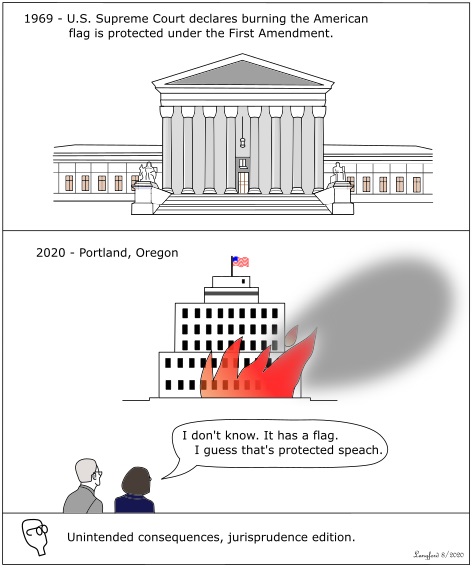 1969 - U.S. Supreme Court declares burning the American
flag is protected under the First Amendment.
2020 - Portland, Oregon
I don't know. It has a flag.
I guess that's protected speach.
Unintended consequences, jurisprudence edition.
Langford 8/2020